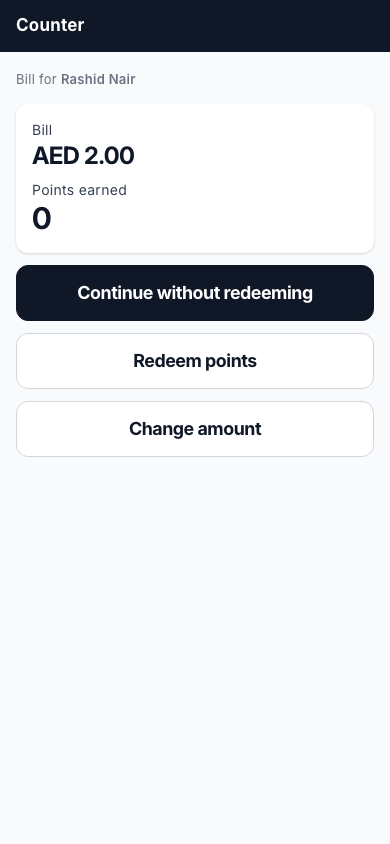 Counter
Bill for Rashid Nair
Bill
AED 2.00
Points earned
0
Continue without redeeming
Redeem points
Change amount